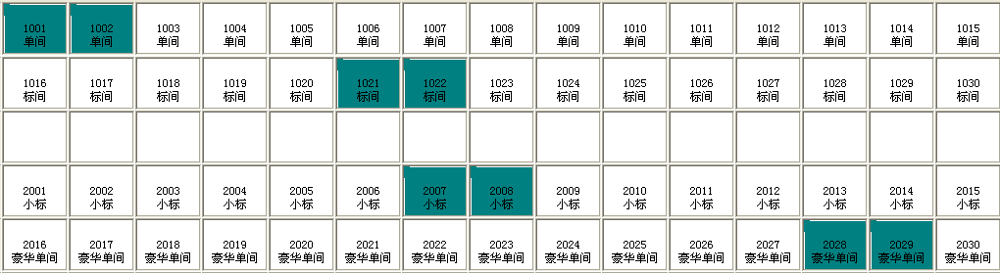 1001 1002 1003 1004 1005 1006 1007 1008 1009 1010 1011 1012 1013 1014 1015
单间 单间 单间 单间 单间 单间 单间 单间 单间 单间 单间 单间 单间 单间 单间
1016 1017 1018 1019 1020 1021 1022 1023 1024 1025 1026 1027 1028 1029 1030
标间 标间 标间 标间 标间 标间 标间 标间 标间 标间 标间 标间 标间 标间 标间
2001 2002 2003 2004 2005 2006 2007 2008 2009 2010 2011 2012 2013 2014 2015
小标 小标 小标 小标 小标 小标 小标 小标 小标 小标 小标 小标 小标 小标 小标
2016 2017 2018 2019 2020 2021 2022 2023 2024 2025 2026 2027 2028 2029 2030
豪华单间 豪华单间 豪华单间 豪华单间 豪华单间 豪华单间 豪华单间 豪华单间 豪华单间 豪华单间 豪华单间 豪华单间 豪华单间 豪华单间 豪华单间